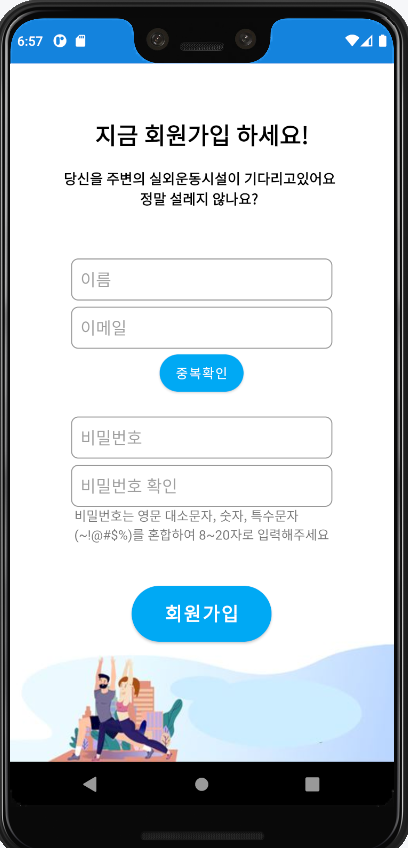 6:57
지금 회원가입 하세요!
당신을 주변의 실외운동시설이 기다리고있어요
정말 설레지 않나요?
이름
이메일
중복확인
비밀번호
비밀번호 확인
비밀번호는 영문 대소문자, 숫자, 특수문자
(~!@#$%)를 혼합하여 8~20자로 입력해주세요
회원가입